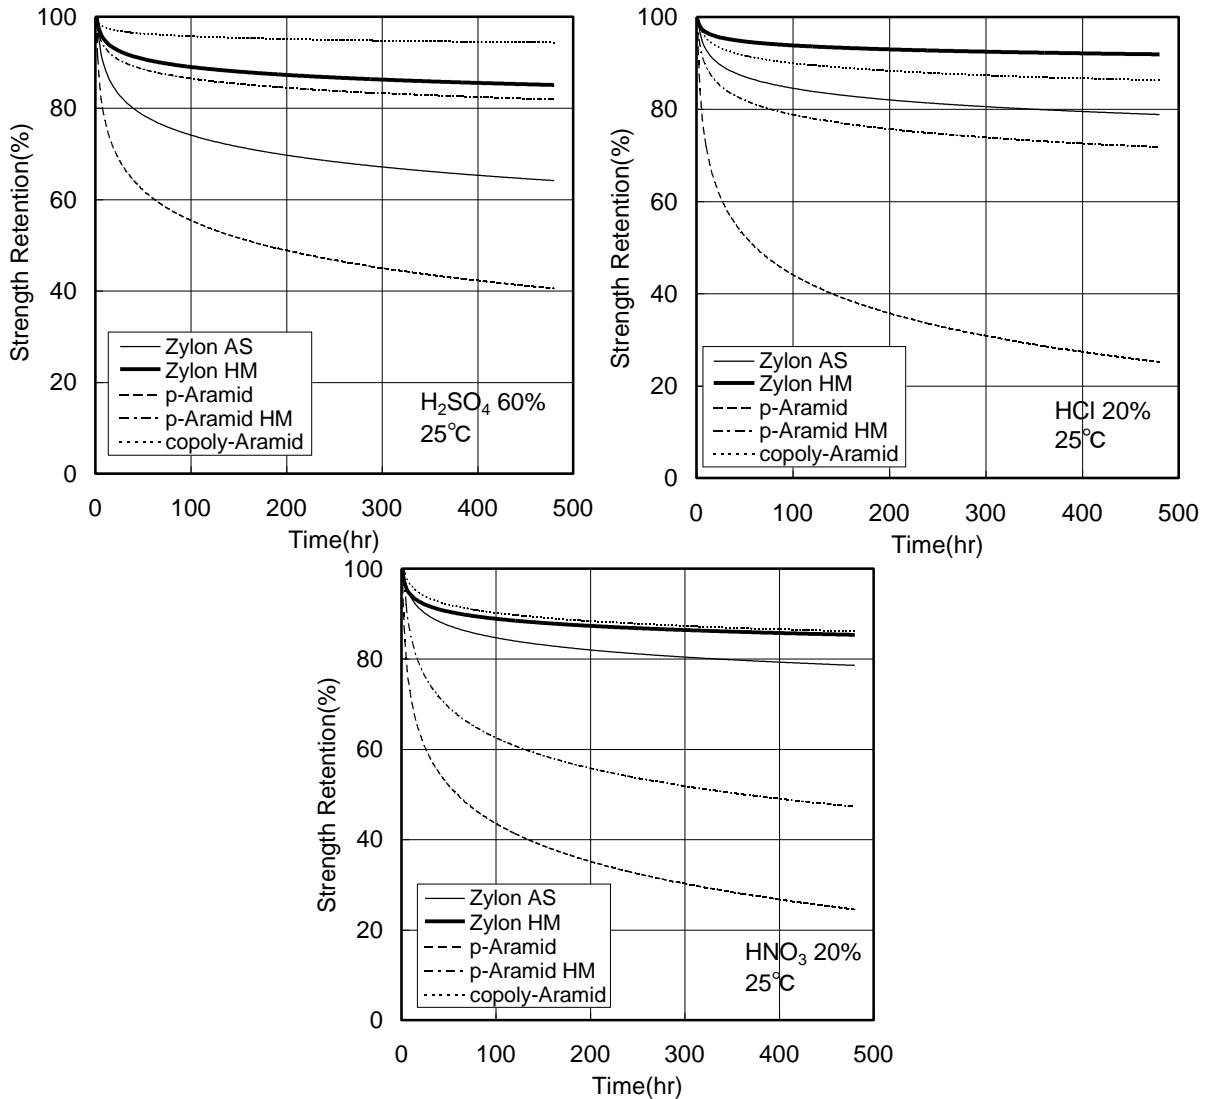 100
80
60
40
20
0
Strength Retention(%)
Zylon AS
Zylon HM
p-Aramid
p-Aramid HM
copoly-Aramid
H₂SO₄ 60%
25℃
0 100 200 300 400 500
Time(hr)
100
80
60
40
20
0
Strength Retention(%)
Zylon AS
Zylon HM
p-Aramid
p-Aramid HM
copoly-Aramid
HCl 20%
25℃
0 100 200 300 400 500
Time(hr)
100
80
60
40
20
0
Strength Retention(%)
Zylon AS
Zylon HM
p-Aramid
p-Aramid HM
copoly-Aramid
HNO₃ 20%
25℃
0 100 200 300 400 500
Time(hr)